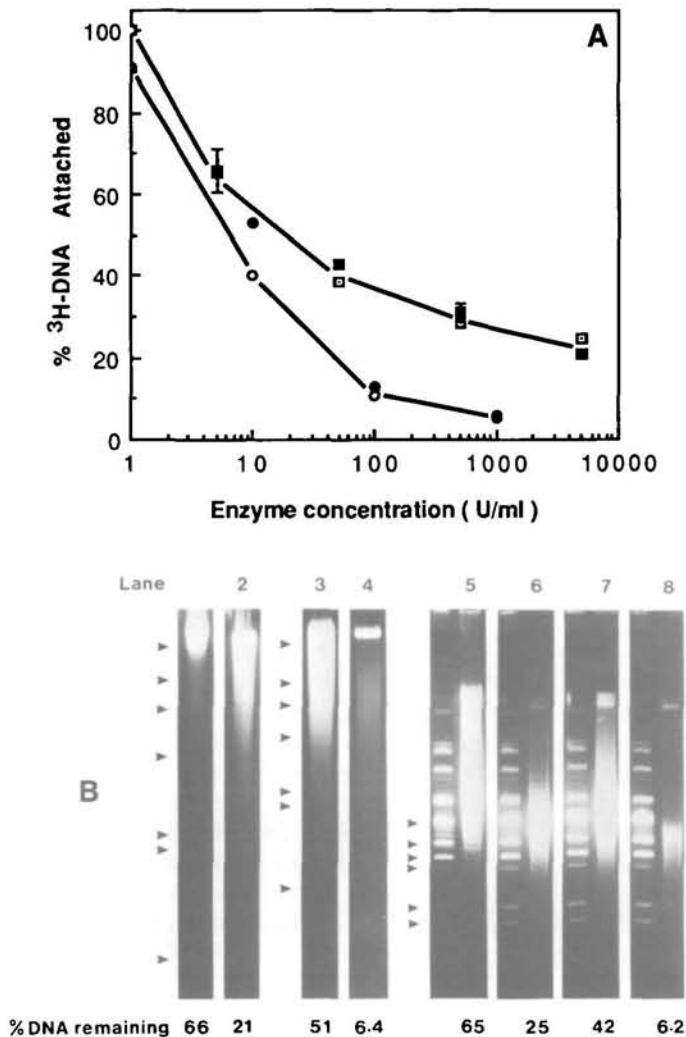 A
100
80
60
40
20
0
% ³H-DNA Attached
1 10 100 1000 10000
Enzyme concentration ( U/ml )
Lane 2 3 4 5 6 7 8
B
%DNA remaining 66 21 51 6.4 65 25 42 6·2